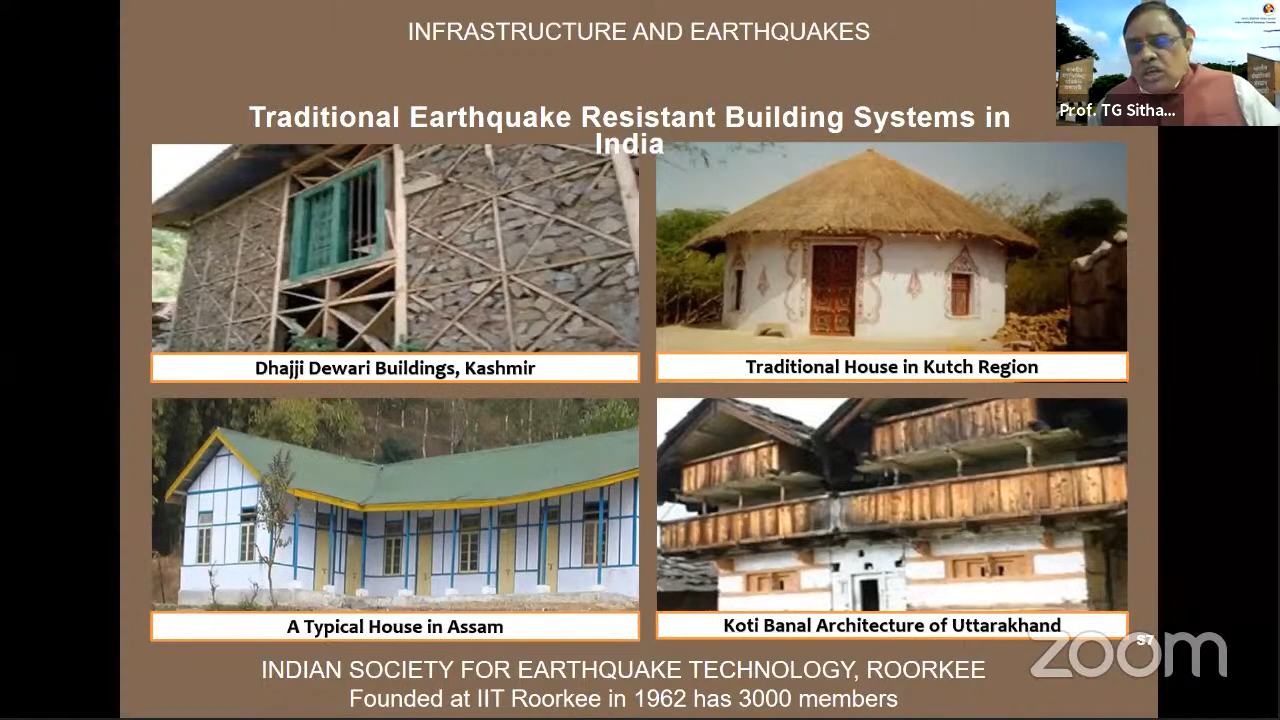 INFRASTRUCTURE AND EARTHQUAKES
Prof. TG Sitha...
Traditional Earthquake Resistant Building Systems in
India
Dhajji Dewari Buildings, Kashmir
Traditional House in Kutch Region
A Typical House in Assam
Koti Banal Architecture of Uttarakhand
57
zoom
INDIAN SOCIETY FOR EARTHQUAKE TECHNOLOGY, ROORKEE
Founded at IIT Roorkee in 1962 has 3000 members